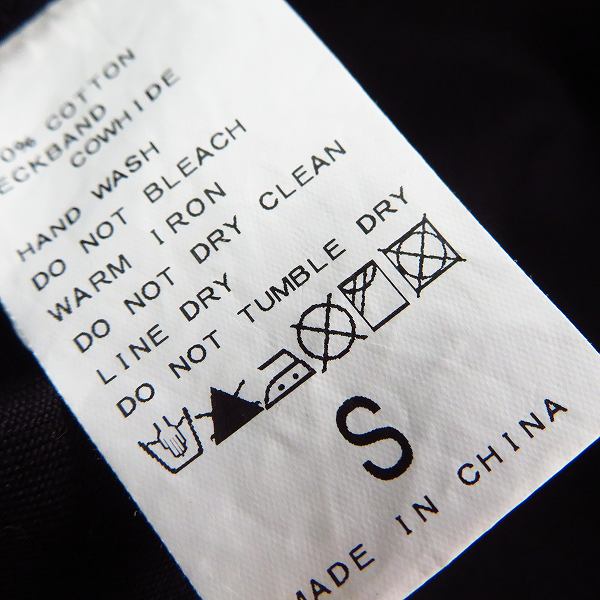 0% COTTON
ECKBAND
COWHIDE
HAND WASH
DO NOT BLEACH
WARM IRON
DO NOT DRY CLEAN
LINE DRY
DO NOT TUMBLE DRY
S
MADE IN CHINA